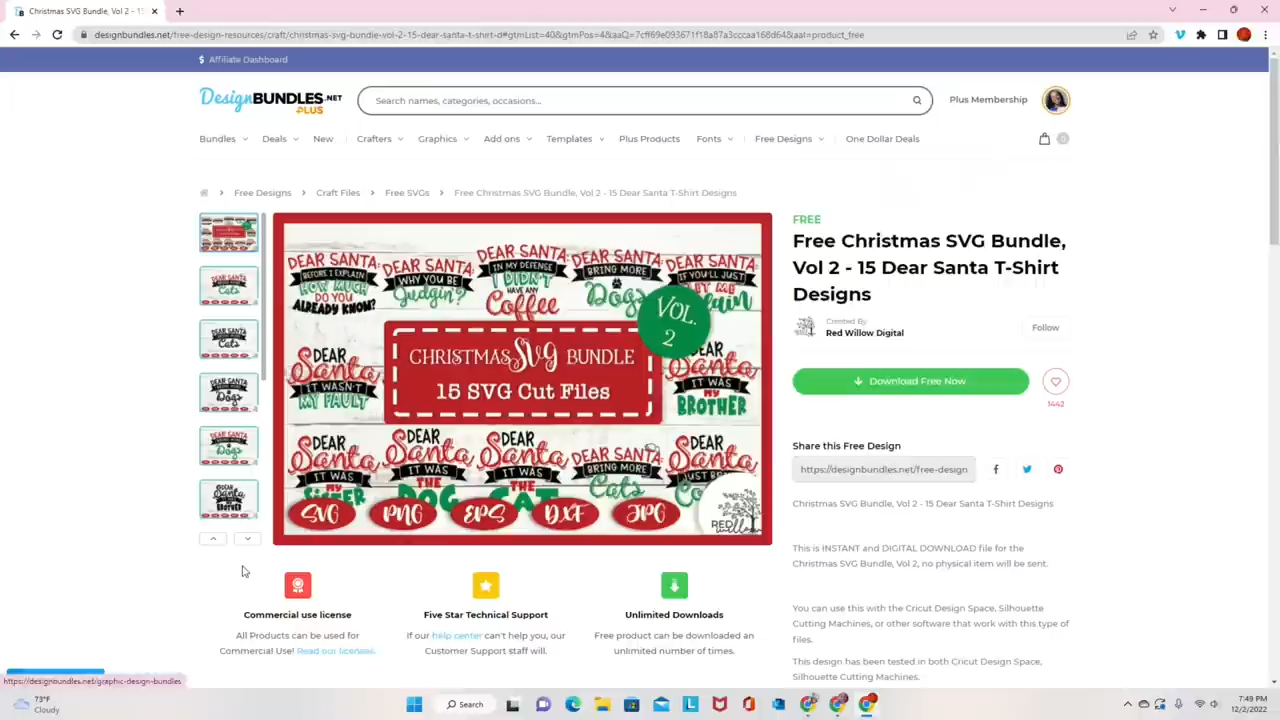 Christmas SVG Bundle, Vol 2 - 15
designbundles.net/free-design-resources/craft/christmas-svg-bundle-vol-2-15-dear-santa-t-shirt-d#gtmList=40&gtmPos=4&aaQ=7cff69e093671f18a87a3cccaa168d64&aaI=product_free
$ Affiliate Dashboard
Design BUNDLES.NET
PLUS
Search names, categories, occasions...
Plus Membership
Bundles Deals New Crafters Graphics Add ons Templates Plus Products Fonts Free Designs One Dollar Deals 0
Free Designs > Craft Files > Free SVGs > Free Christmas SVG Bundle, Vol 2 - 15 Dear Santa T-Shirt Designs
DEAR SANTA
BEFORE I EXPLAIN
HOW MUCH
DO YOU
ALREADY KNOW?
DEAR SANTA
WHY YOU BE
Judgin?
DEAR SANTA
IN MY DEFENSE
I DIDN'T
HAVE ANY
Coffee
DEAR SANTA
BRING MORE
Dogs
DEAR SANTA
IF YOU'LL JUST
LET ME
VOL.
2
CHRISTMAS SVG BUNDLE
15 SVG Cut Files
DEAR
Santa
IT WASN'T
MY FAULT
DEAR
Santa
IT WAS
MY
BROTHER
DEAR
Santa
IT WAS
MY
SISTER
DEAR
Santa
IT WAS
THE
DOG
DEAR
Santa
IT WAS
THE
CAT
DEAR SANTA
BRING MORE
Cats
DEAR
Santa
SVG PNG EPS DXF JPG
RED
Willow
FREE
Free Christmas SVG Bundle,
Vol 2 - 15 Dear Santa T-Shirt
Designs
Created By
Red Willow Digital
Follow
Download Free Now
1442
Share this Free Design
https://designbundles.net/free-design
Christmas SVG Bundle, Vol 2 - 15 Dear Santa T-Shirt Designs
This is INSTANT and DIGITAL DOWNLOAD file for the
Christmas SVG Bundle, Vol 2, no physical item will be sent.
You can use this with the Cricut Design Space, Silhouette
Cutting Machines, or other software that work with this type of
files.
This design has been tested in both Cricut Design Space,
Silhouette Cutting Machines.
Commercial use license
All Products can be used for
Commercial Use! Read our licenses.
Five Star Technical Support
If our help center can't help you, our
Customer Support staff will.
Unlimited Downloads
Free product can be downloaded an
unlimited number of times.
https://designbundles.net/graphic-design-bundles
73°F
Cloudy
Search
7:49 PM
12/2/2022